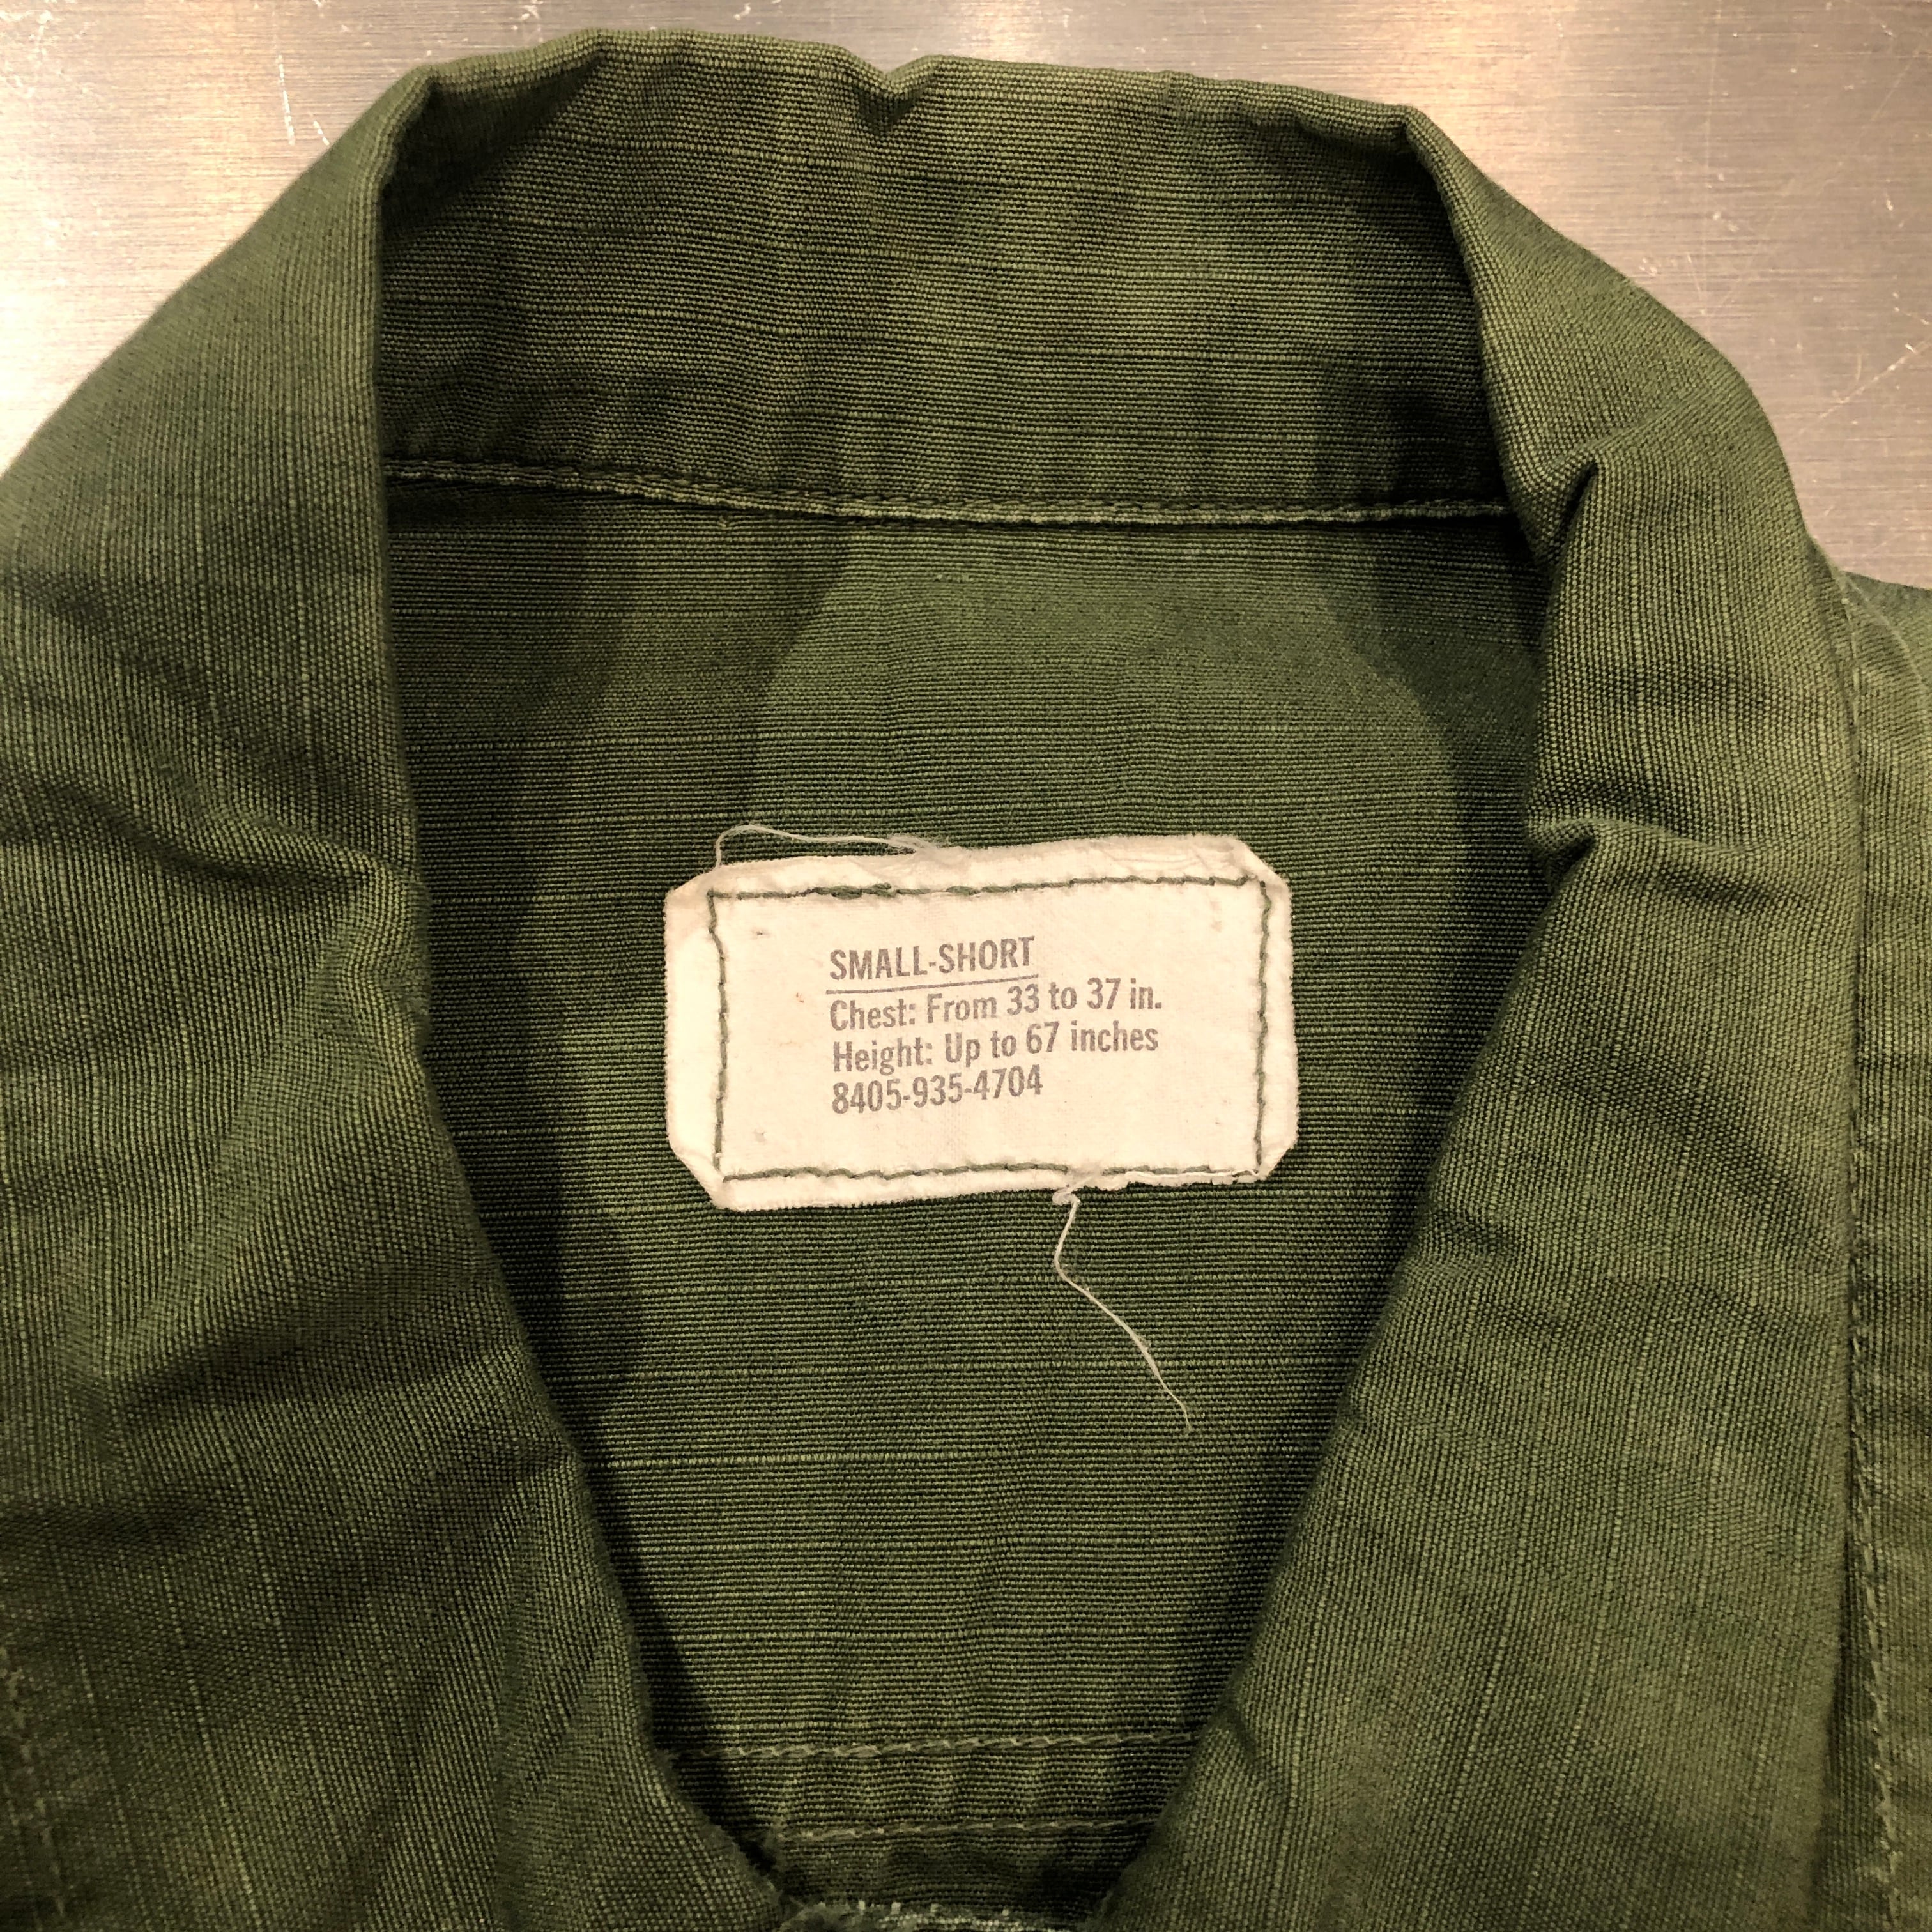 SMALL-SHORT
Chest: From 33 to 37 in.
Height: Up to 67 inches
8405-935-4704